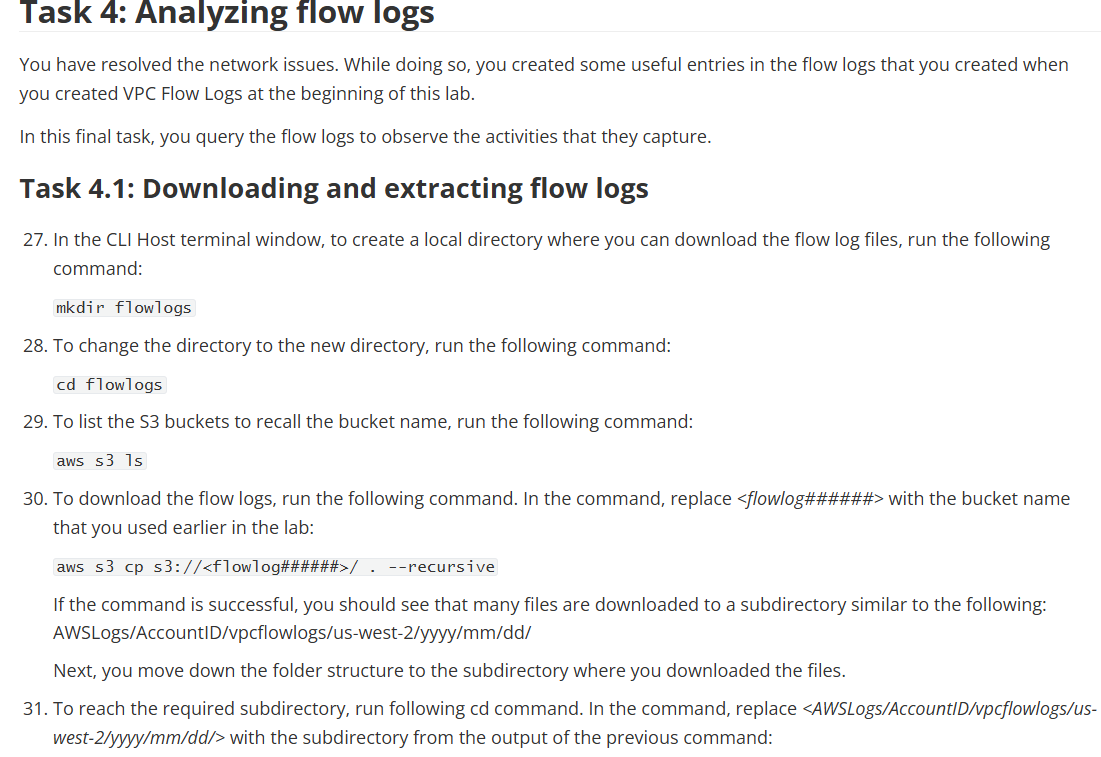 Task 4: Analyzing flow logs
You have resolved the network issues. While doing so, you created some useful entries in the flow logs that you created when
you created VPC Flow Logs at the beginning of this lab.
In this final task, you query the flow logs to observe the activities that they capture.
Task 4.1: Downloading and extracting flow logs
27. In the CLI Host terminal window, to create a local directory where you can download the flow log files, run the following
command:
mkdir flowlogs
28. To change the directory to the new directory, run the following command:
cd flowlogs
29. To list the S3 buckets to recall the bucket name, run the following command:
aws s3 ls
30. To download the flow logs, run the following command. In the command, replace <flowlog######> with the bucket name
that you used earlier in the lab:
aws s3 cp s3://<flowlog######>/ . --recursive
If the command is successful, you should see that many files are downloaded to a subdirectory similar to the following:
AWSLogs/AccountID/vpcflowlogs/us-west-2/yyyy/mm/dd/
Next, you move down the folder structure to the subdirectory where you downloaded the files.
31. To reach the required subdirectory, run following cd command. In the command, replace <AWSLogs/AccountID/vpcflowlogs/us-
west-2/yyyy/mm/dd/> with the subdirectory from the output of the previous command: